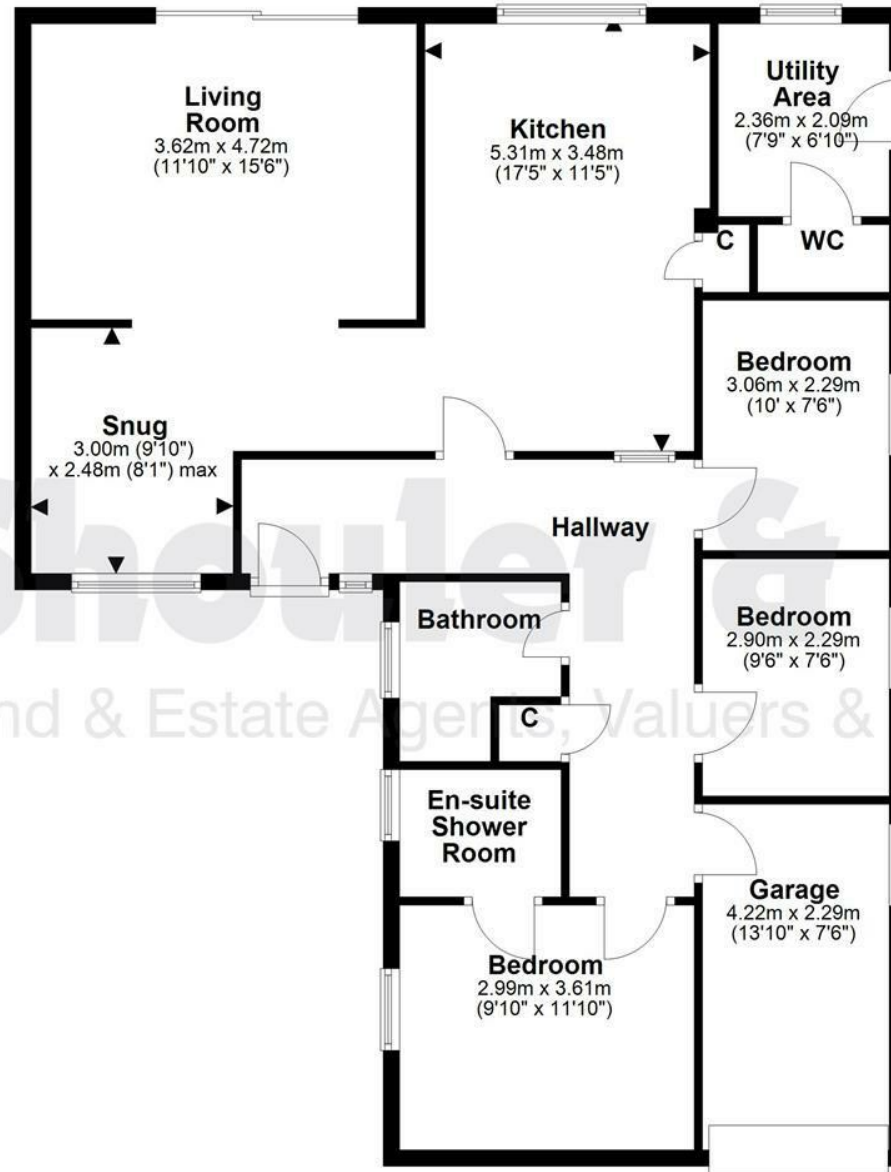 Living
Room
3.62m x 4.72m
(11'10" x 15'6")
Kitchen
5.31m x 3.48m
(17'5" x 11'5")
Utility
Area
2.36m x 2.09m
(7'9" x 6'10")
C
WC
Bedroom
3.06m x 2.29m
(10' x 7'6")
Snug
3.00m (9'10")
x 2.48m (8'1") max
Shouler &
Hallway
Bathroom
Bedroom
2.90m x 2.29m
(9'6" x 7'6")
nd & Estate Agents, Valuers &
C
En-suite
Shower
Room
Garage
4.22m x 2.29m
(13'10" x 7'6")
Bedroom
2.99m x 3.61m
(9'10" x 11'10")